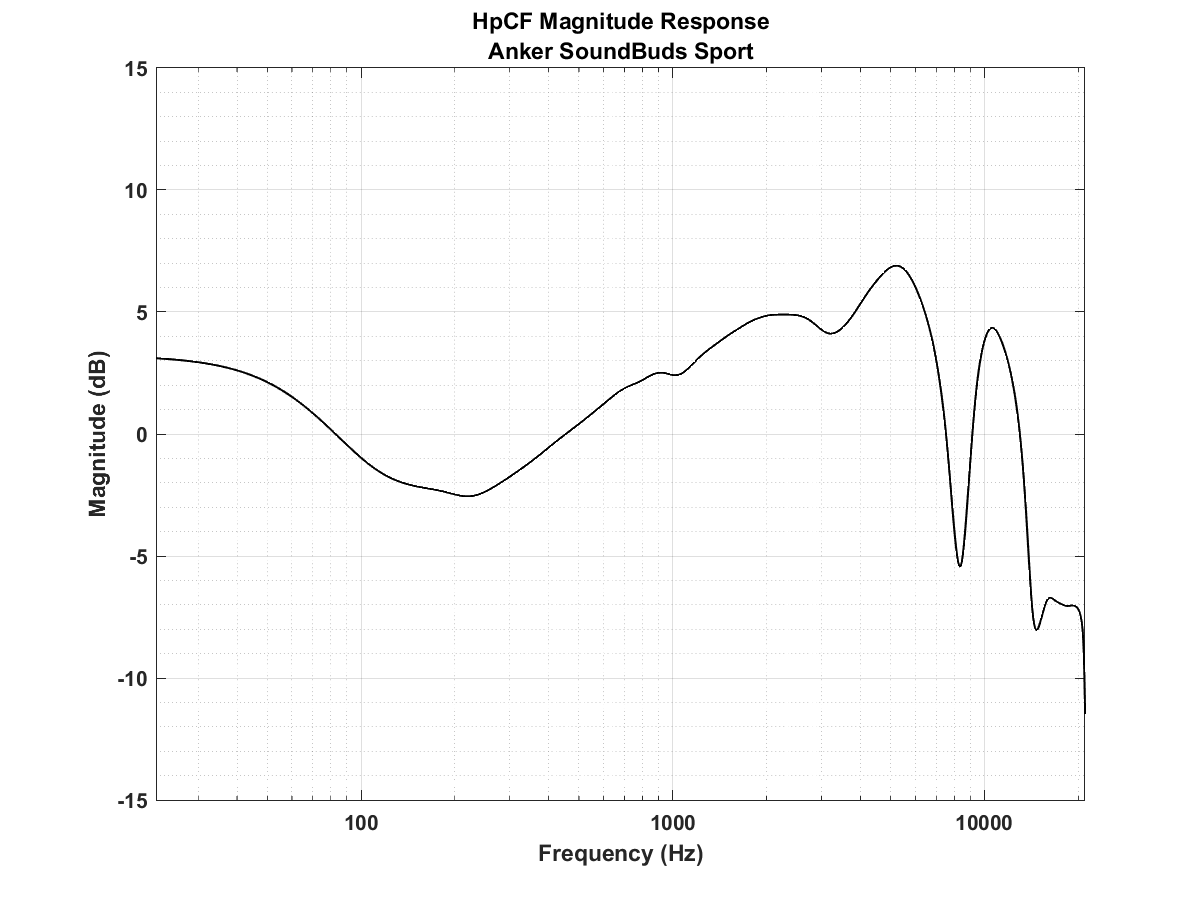 HpCF Magnitude Response
Anker SoundBuds Sport
15
10
5
0
-5
-10
-15
Magnitude (dB)
100
1000
10000
Frequency (Hz)